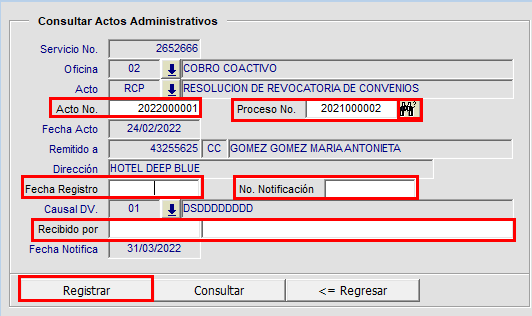 Consultar Actos Administrativos
Servicio No. 2652666
Oficina 02 COBRO COACTIVO
Acto RCP RESOLUCION DE REVOCATORIA DE CONVENIOS
Acto No. 2022000001 Proceso No. 2021000002
Fecha Acto 24/02/2022
Remitido a 43255625 CC GOMEZ GOMEZ MARIA ANTONIETA
Dirección HOTEL DEEP BLUE
Fecha Registro No. Notificación
Causal DV. 01 DSDDDDDDDD
Recibido por
Fecha Notifica 31/03/2022
Registrar Consultar <= Regresar